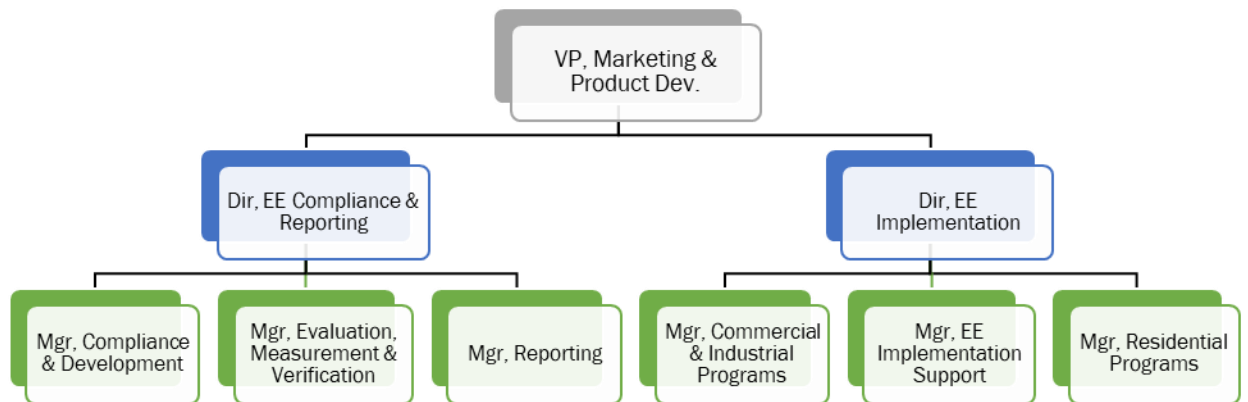 VP, Marketing &
Product Dev.
Dir, EE Compliance &
Reporting
Dir, EE
Implementation
Mgr, Compliance
& Development
Mgr, Evaluation,
Measurement &
Verification
Mgr, Reporting
Mgr, Commercial
& Industrial
Programs
Mgr, EE
Implementation
Support
Mgr, Residential
Programs